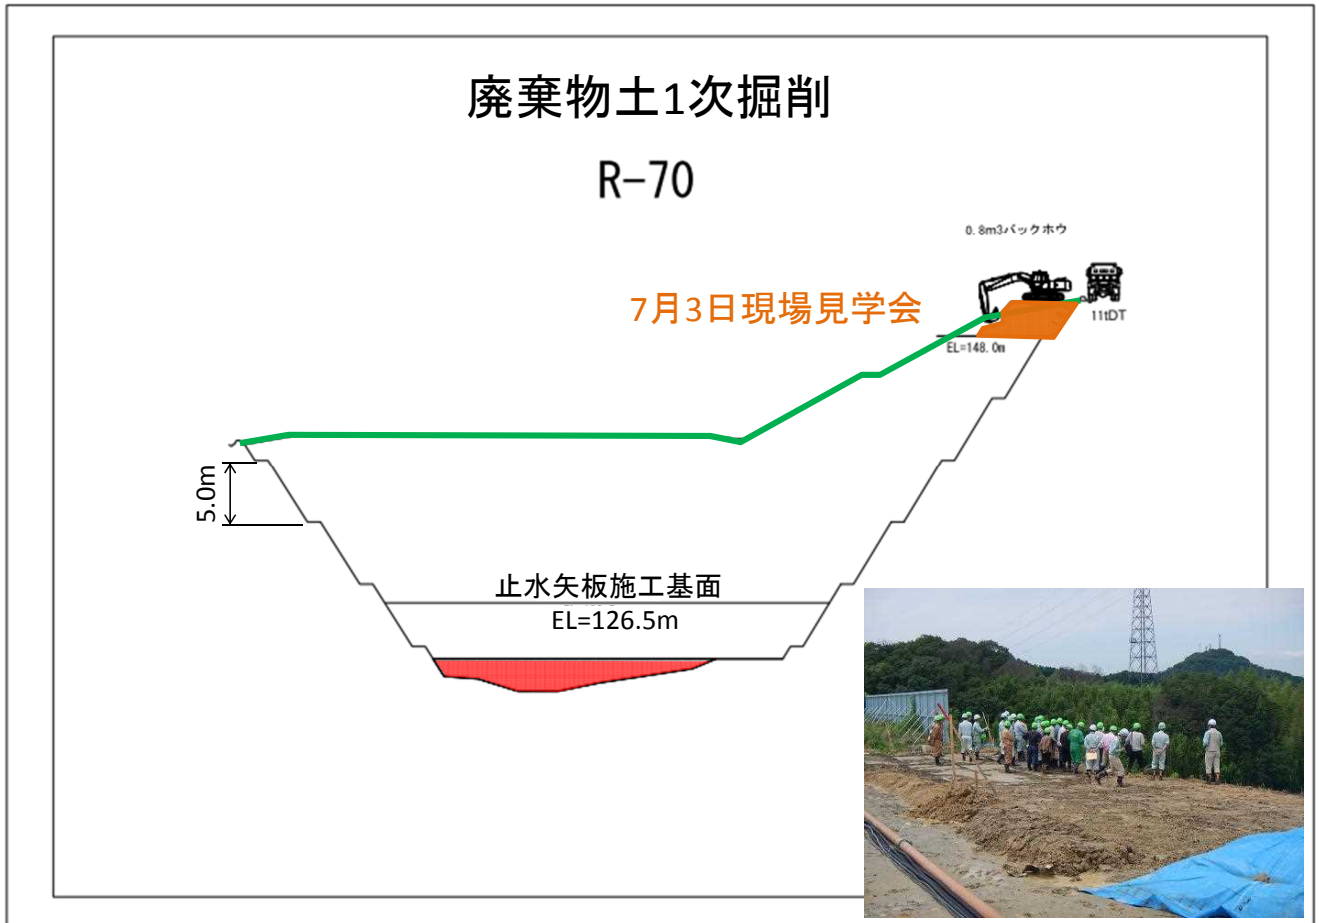 廃棄物土1次掘削
R-70
0.8m3バックホウ
7月3日現場見学会
11tDT
EL=148.0m
5.0m
止水矢板施工基面
EL=126.5m